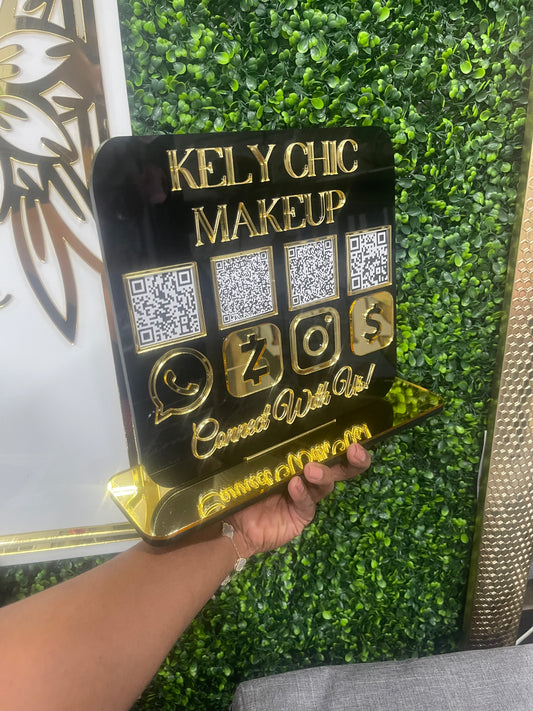 KELY CHIC
MAKEUP
Z
$
Connect With Us!